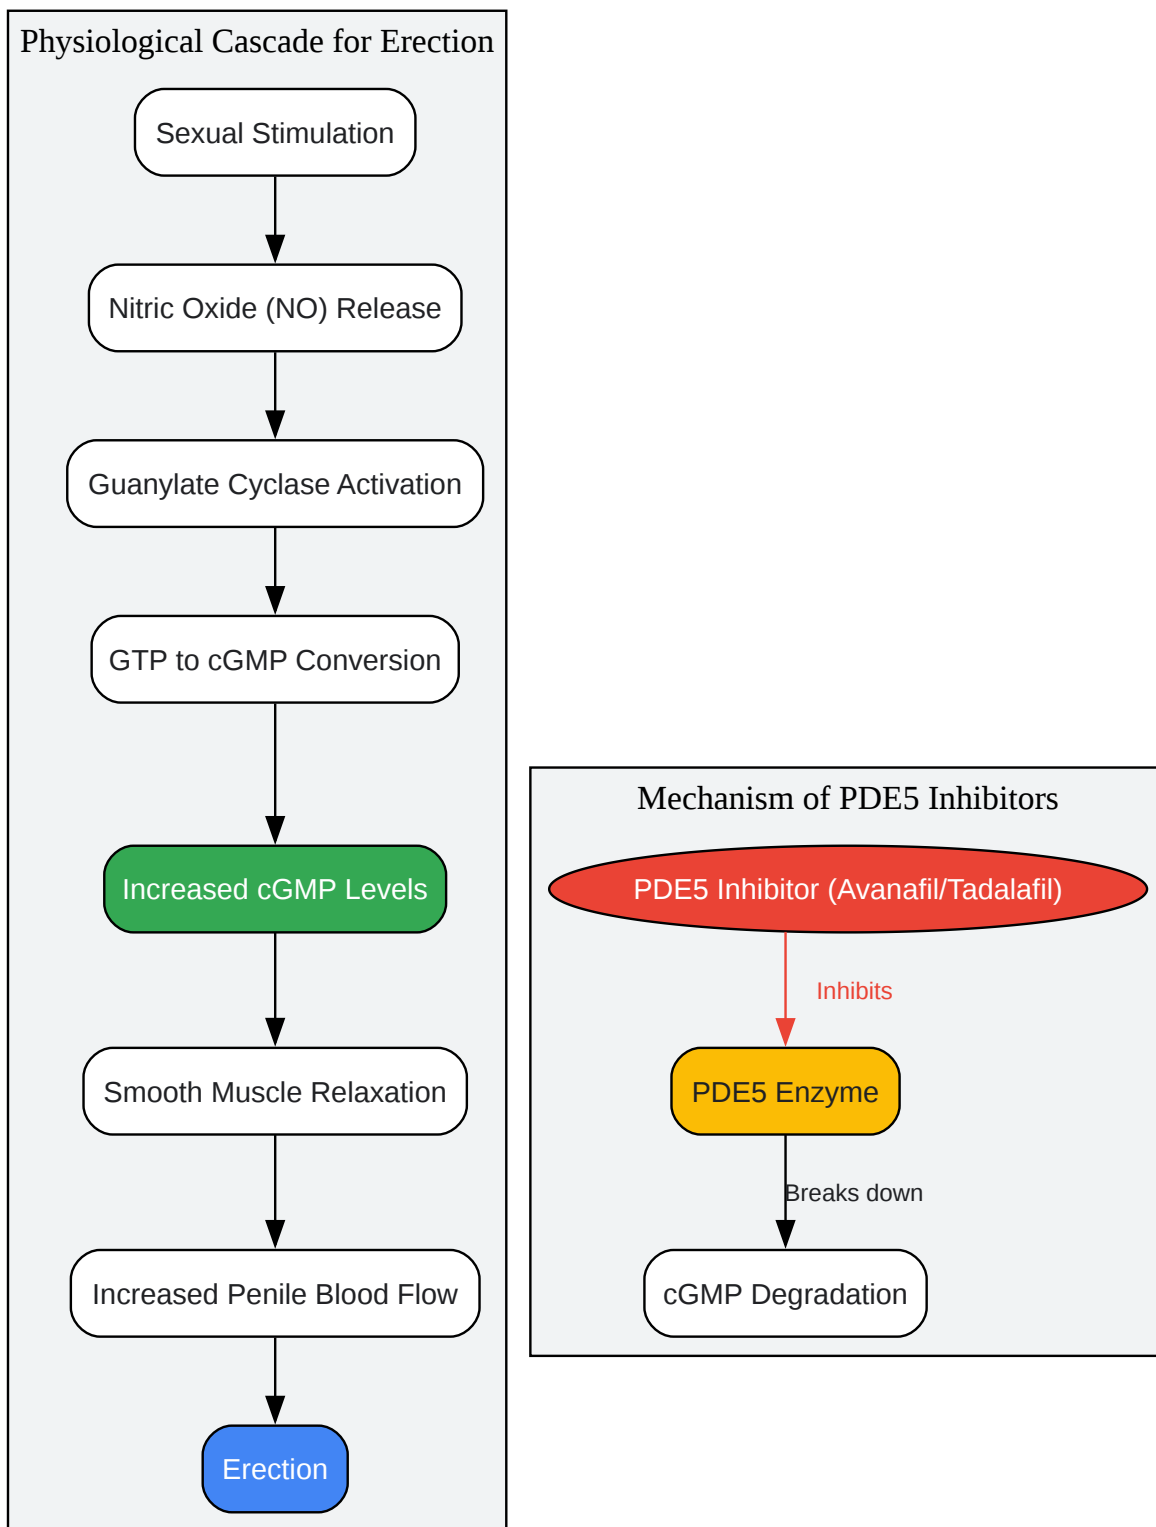 Physiological Cascade for Erection
Sexual Stimulation
Nitric Oxide (NO) Release
Guanylate Cyclase Activation
GTP to cGMP Conversion
Increased cGMP Levels
Smooth Muscle Relaxation
Increased Penile Blood Flow
Erection
Mechanism of PDE5 Inhibitors
PDE5 Inhibitor (Avanafil/Tadalafil)
Inhibits
PDE5 Enzyme
Breaks down
cGMP Degradation